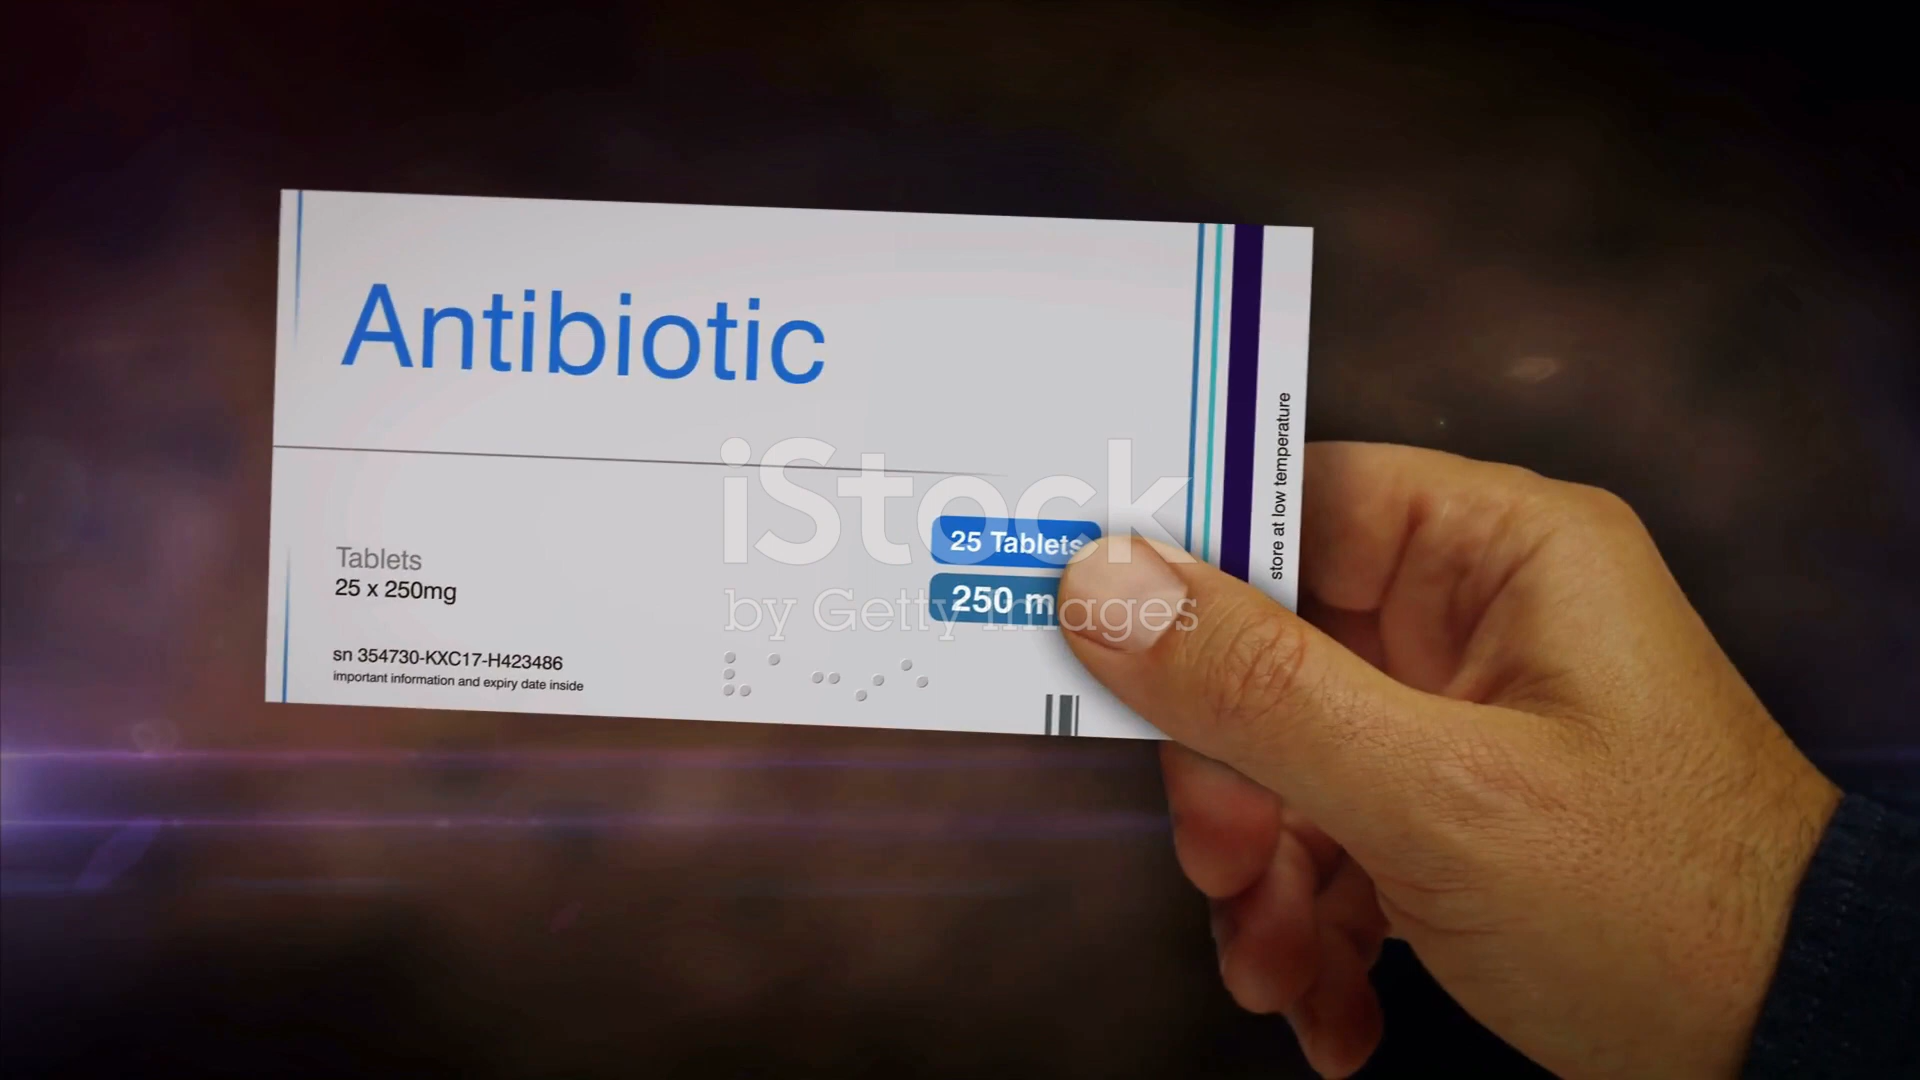 Antibiotic
Tablets
25 x 250mg
25 Tablets
250 m
sn 354730-KXC17-H423486
important information and expiry date inside
store at low temperature
iStock
by Getty Images